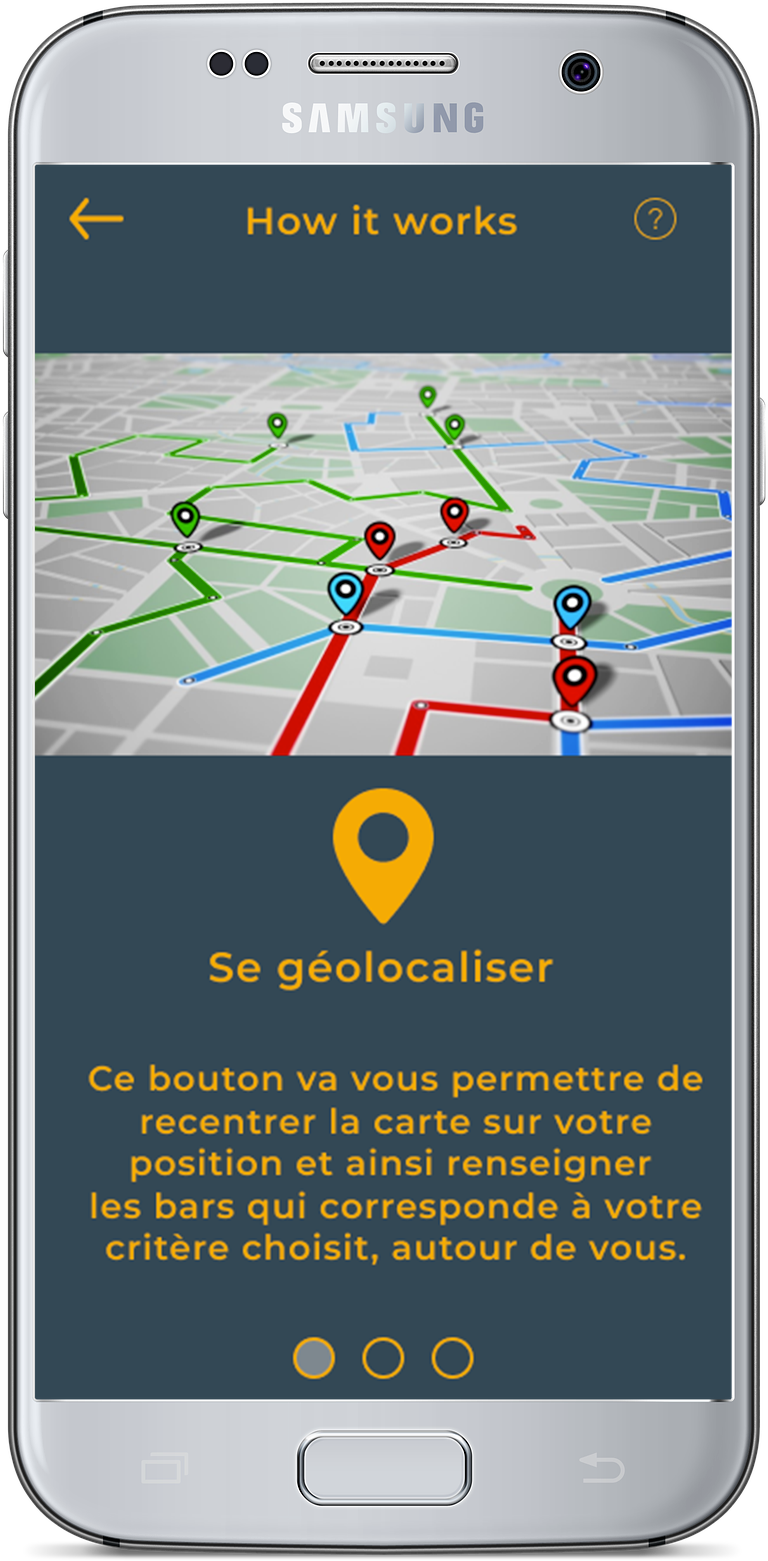 SAMSUNG
How it works
?
Se géolocaliser
Ce bouton va vous permettre de
recentrer la carte sur votre
position et ainsi renseigner
les bars qui corresponde à votre
critère choisit, autour de vous.